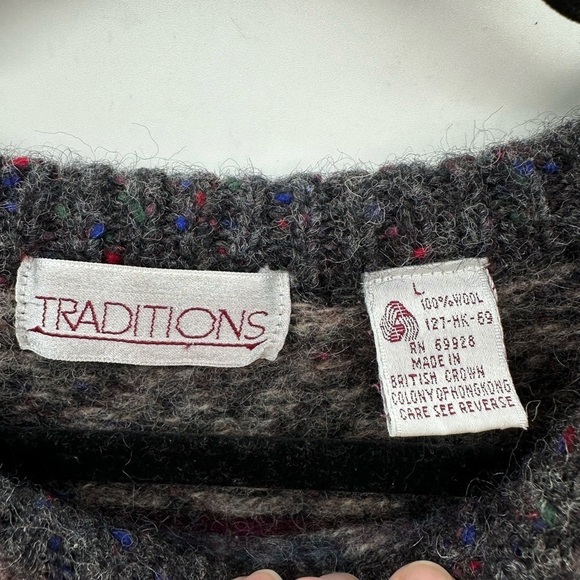 TRADITIONS
L
100% WOOL
127-HK-69
RN 69928
MADE IN
BRITISH CROWN
COLONY OF HONGKONG
CARE SEE REVERSE